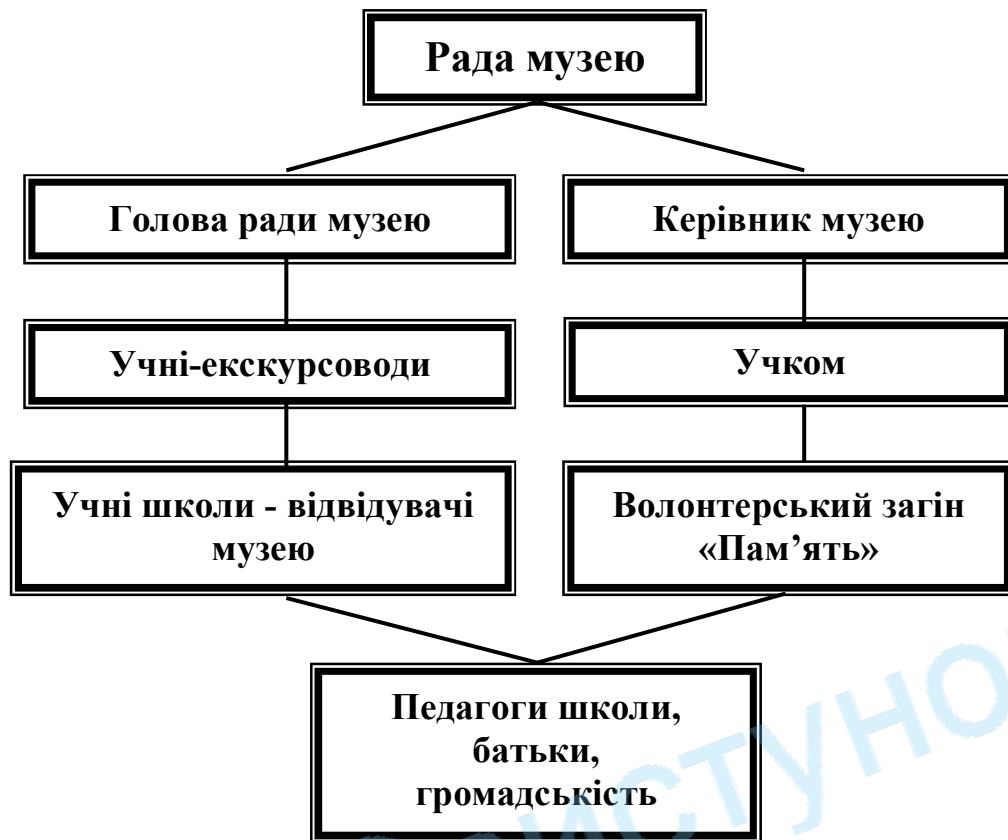 Рада музею
Голова ради музею
Керівник музею
Учні-екскурсоводи
Учком
Учні школи - відвідувачі
музею
Волонтерський загін
«Пам’ять»
Педагоги школи,
батьки,
громадськість